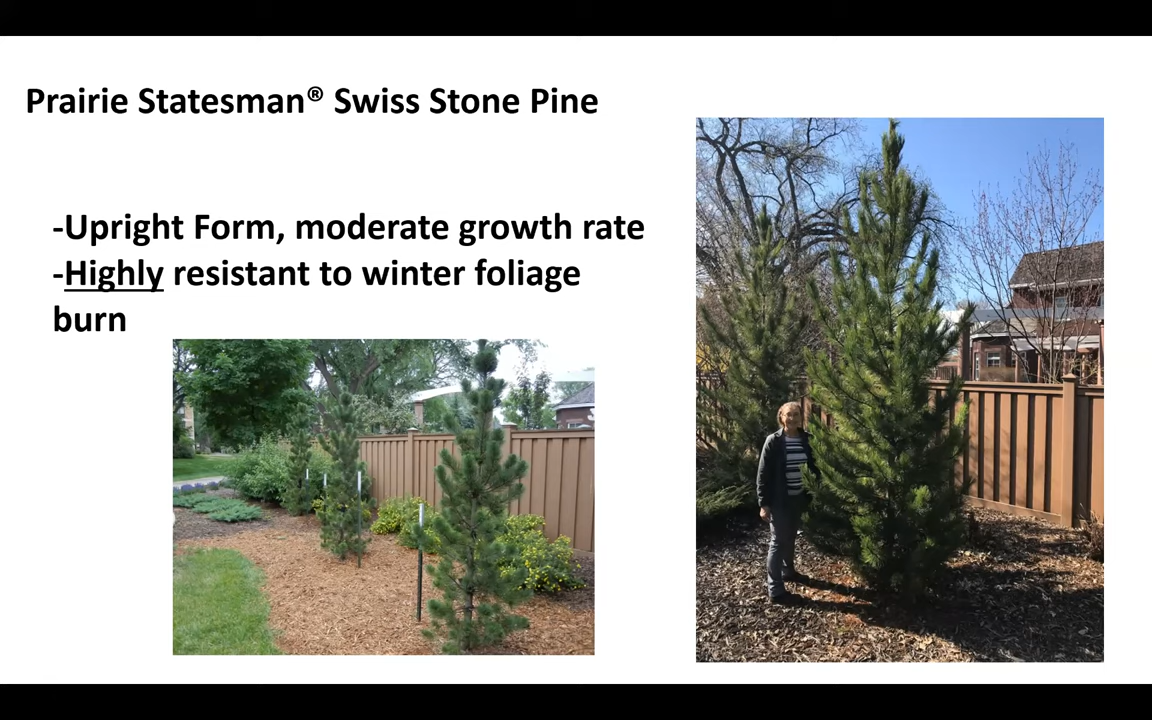 Prairie Statesman® Swiss Stone Pine
-Upright Form, moderate growth rate
-Highly resistant to winter foliage
burn